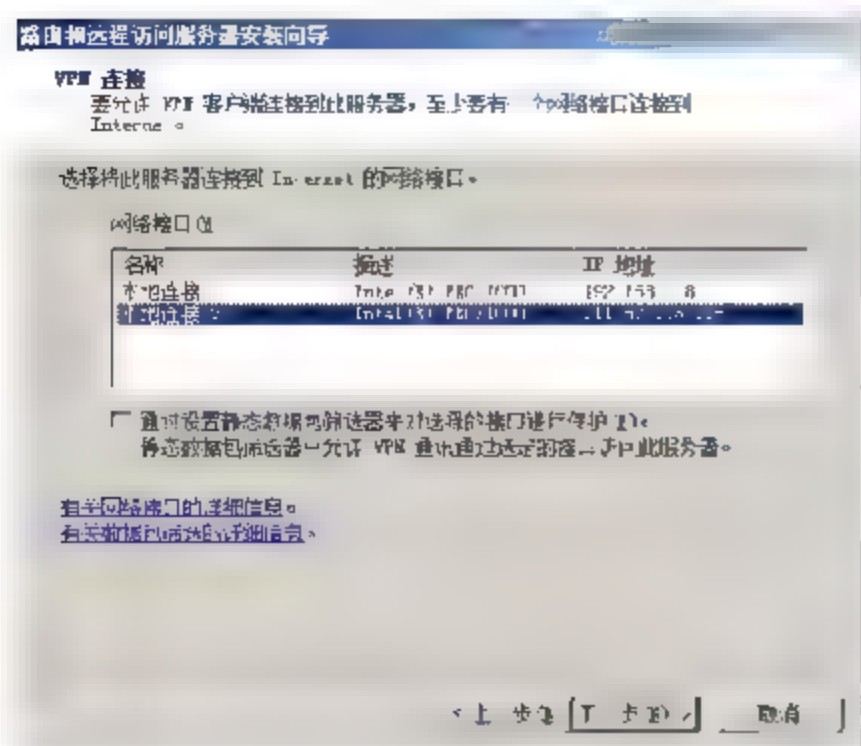 路由和远程访问服务器安装向导
VPN 连接
要允许 VPN 客户端连接到此服务器，至少要有一个网络接口连接到
Internet。
选择将此服务器连接到 Internet 的网络接口。
网络接口
名称 描述 IP 地址
本地连接
本地连接
通过设置静态数据包筛选器来对选择的接口进行保护
静态数据包筛选器只允许 VPN 通讯通过选定的接口访问此服务器。
有关网络接口的详细信息。
有关数据包筛选的详细信息。
< 上一步 下一步 > 取消